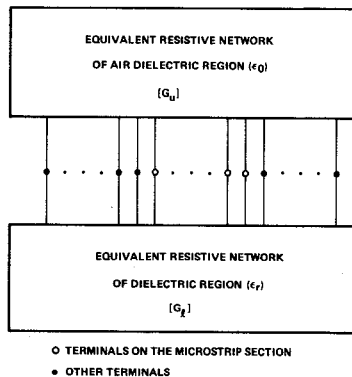 EQUIVALENT RESISTIVE NETWORK
OF AIR DIELECTRIC REGION (ϵ0)
[Gu]
EQUIVALENT RESISTIVE NETWORK
OF DIELECTRIC REGION (ϵr)
[Gℓ]
O TERMINALS ON THE MICROSTRIP SECTION
● OTHER TERMINALS